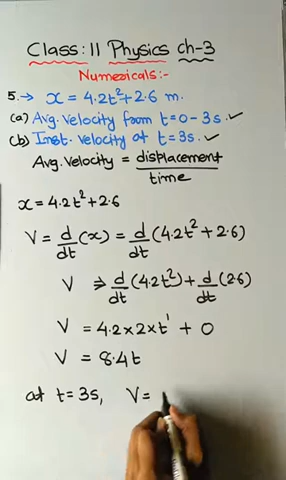 Class: 11 Physics ch-3
Numericals:-
5.→ x = 4.2t²+2.6 m.
(a) Avg. velocity from t=0-3s ✓
(b) Inst. velocity at t=3s. ✓
Avg. Velocity = displacement/time
x = 4.2t²+2.6
V = d/dt (x) = d/dt (4.2t²+2.6)
V ⇒ d/dt (4.2t²) + d/dt (2.6)
V = 4.2×2×t¹ + 0
V = 8.4t
at t=3s, V=